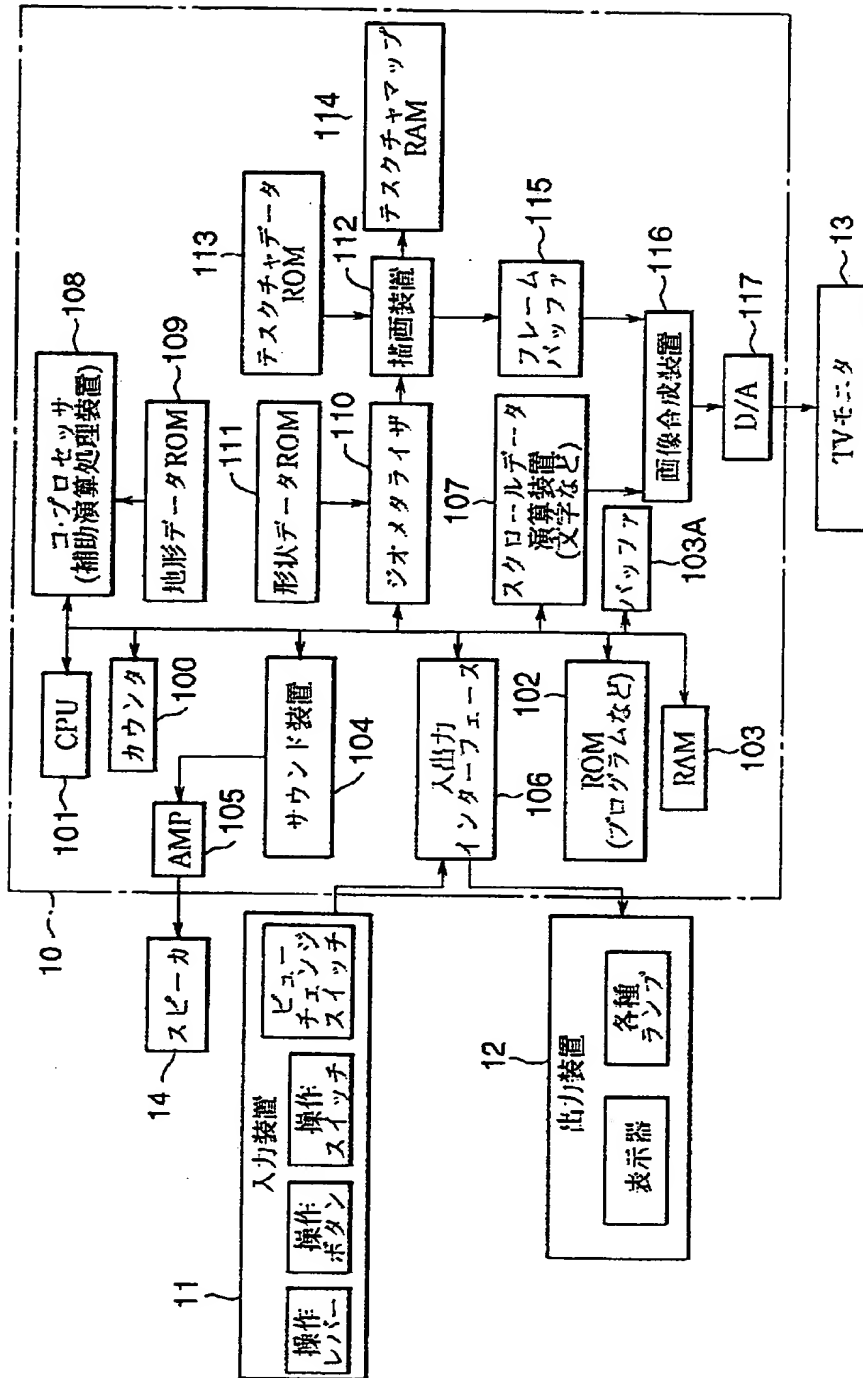 10
スピーカ
14
AMP
105
CPU
101
カウンタ
100
サウンド装置
104
コ・プロセッサ
(補助演算処理装置)
108
地形データROM
109
形状データROM
111
ジオメタライザ
110
テスクチャデータ
ROM
113
描画装置
112
テスクチャマップ
RAM
114
フレーム
バッファ
115
11
入力装置
操作
レバー
操作
ボタン
操作
スイッチ
ビュー
チェンジ
スイッチ
入出力
インターフェース
106
スクロールデータ
演算装置
(文字など)
107
画像合成装置
116
D/A
117
TVモニタ
13
ROM
(プログラムなど)
102
バッファ
103A
RAM
103
12
出力装置
表示器
各種
ランプ